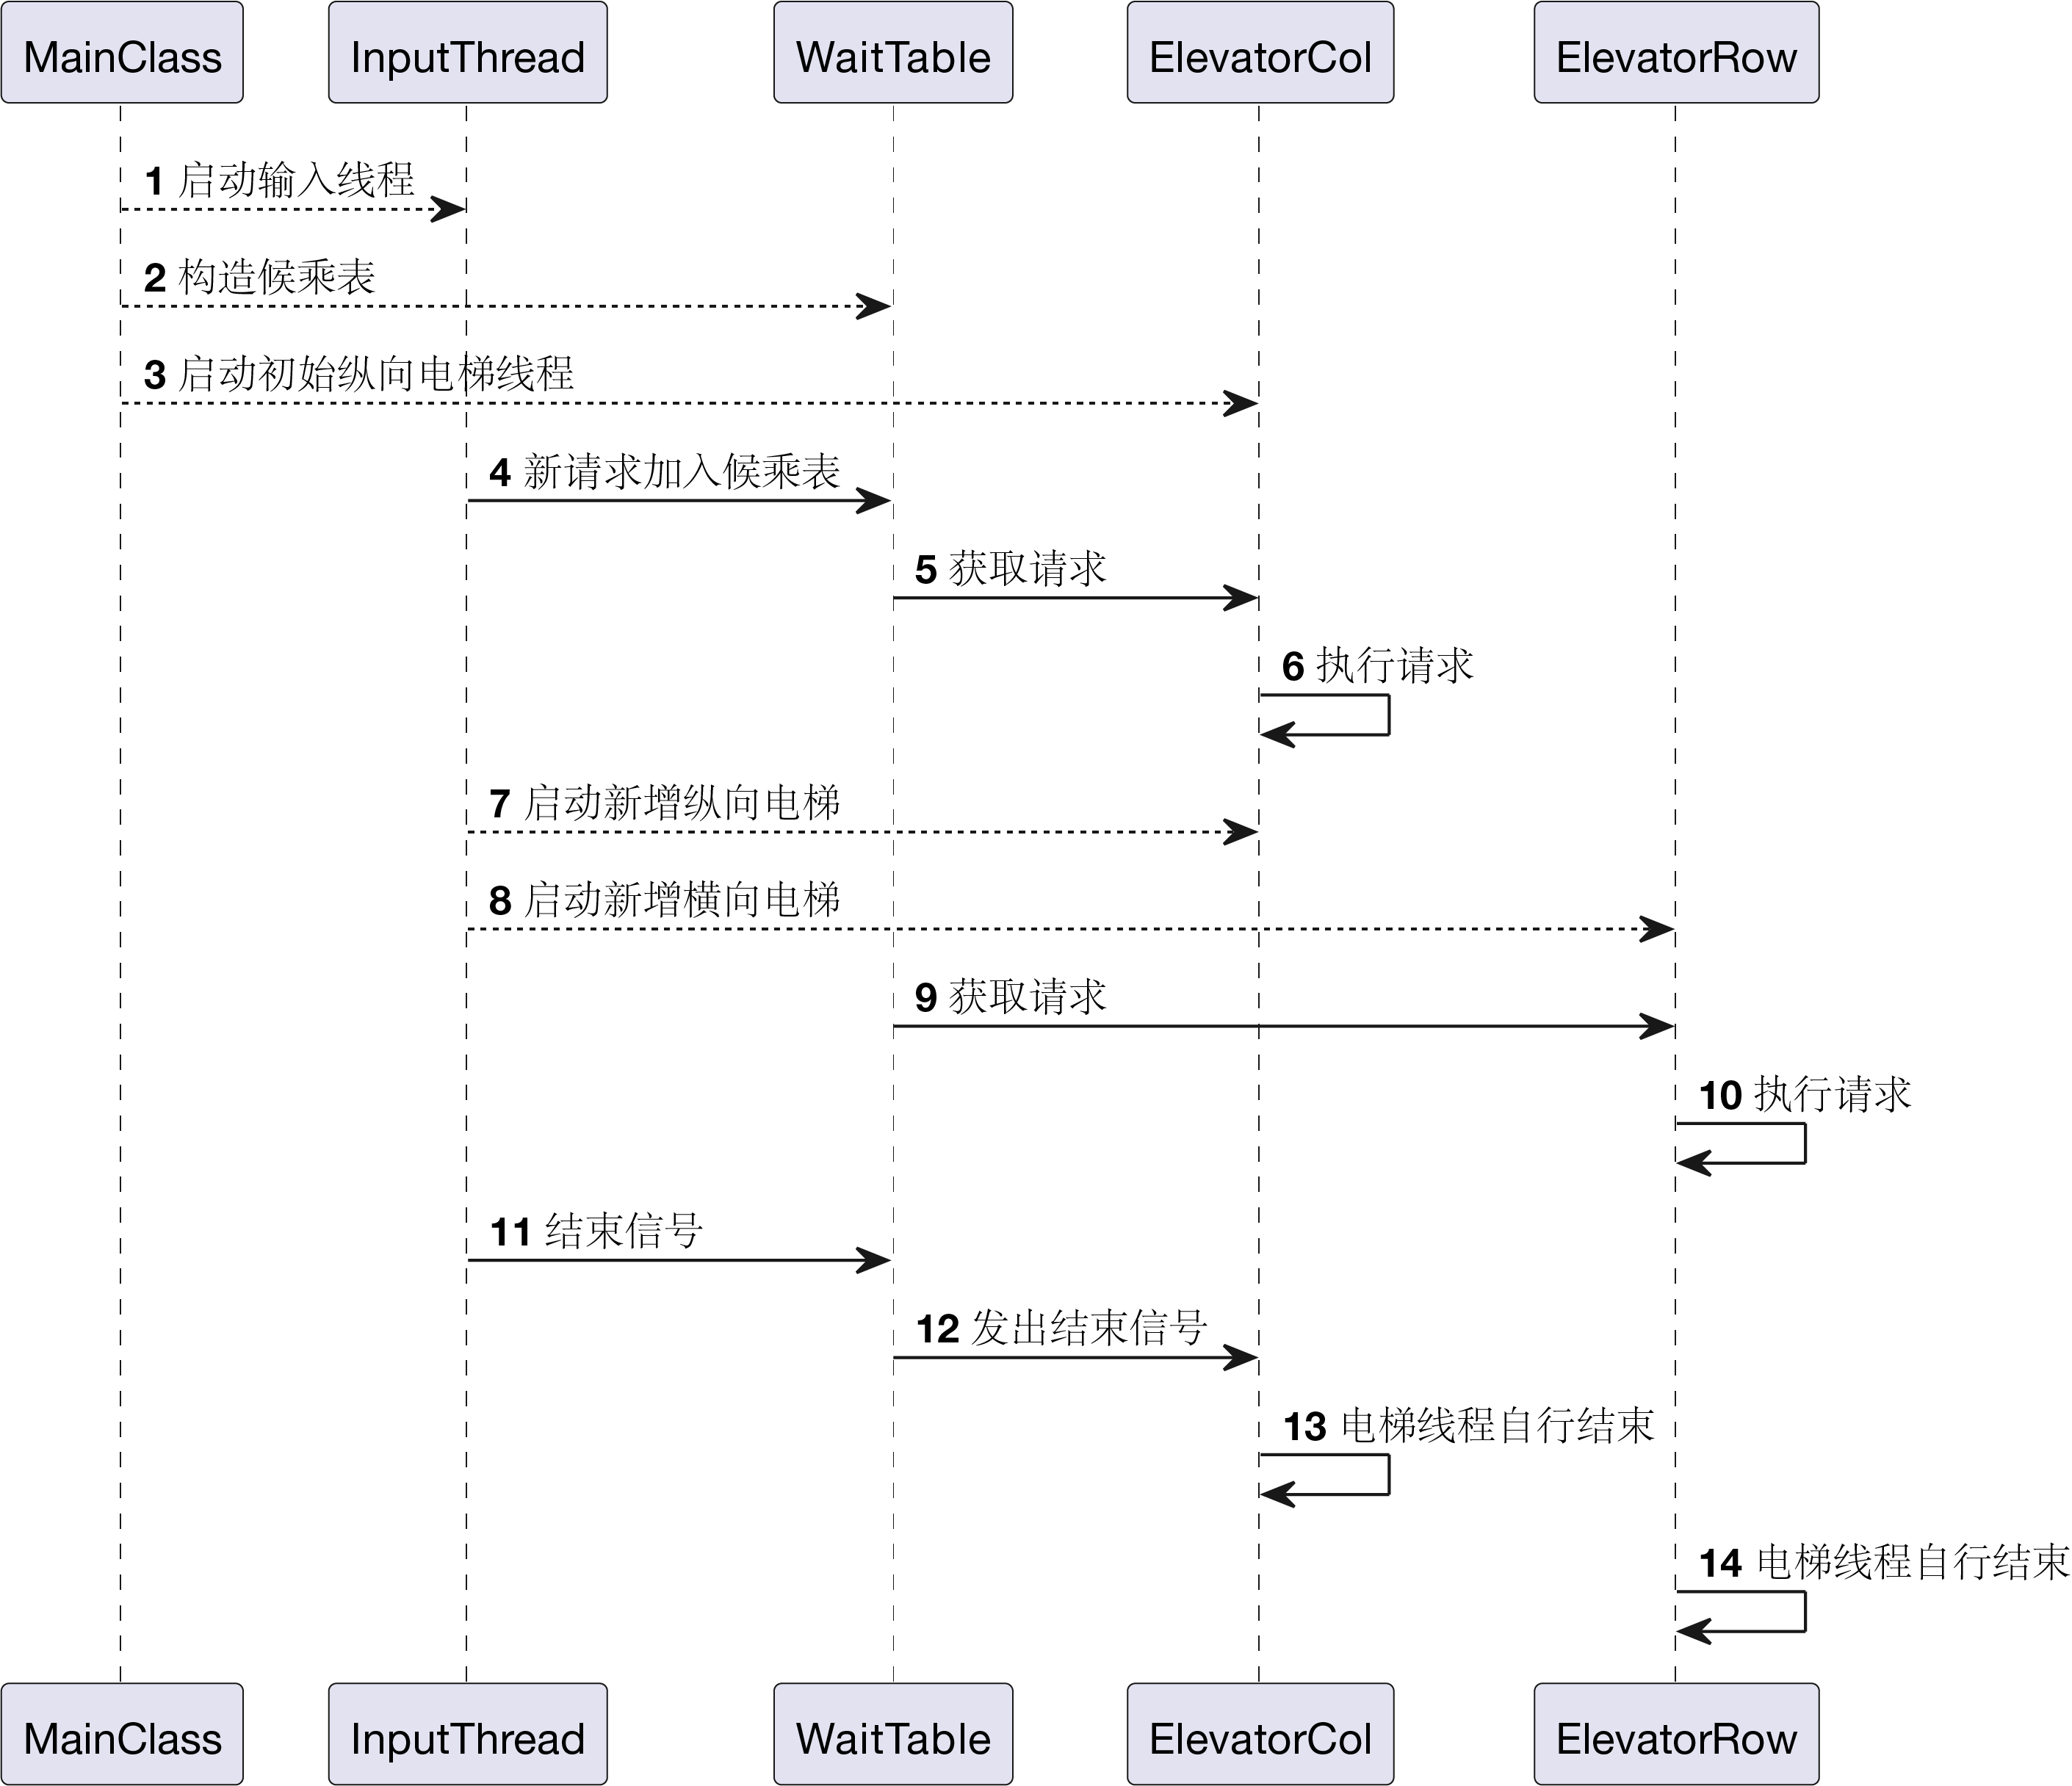 MainClass InputThread WaitTable ElevatorCol ElevatorRow
1 启动输入线程
2 构造候乘表
3 启动初始纵向电梯线程
4 新请求加入候乘表
5 获取请求
6 执行请求
7 启动新增纵向电梯
8 启动新增横向电梯
9 获取请求
10 执行请求
11 结束信号
12 发出结束信号
13 电梯线程自行结束
14 电梯线程自行结束
MainClass InputThread WaitTable ElevatorCol ElevatorRow